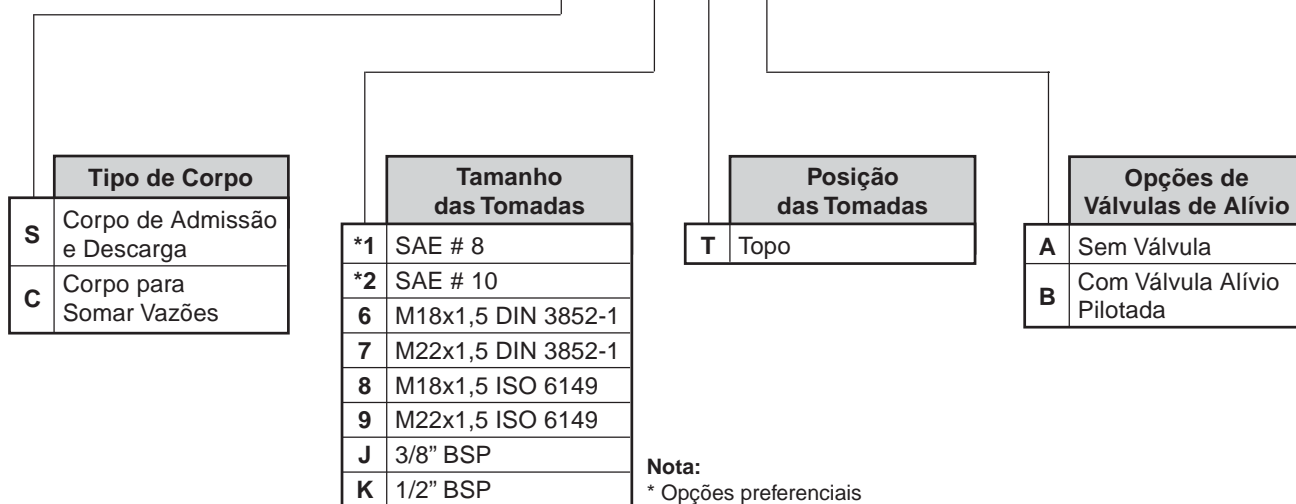 Tipo de Corpo
S Corpo de Admissão
e Descarga
C Corpo para
Somar Vazões
Tamanho
das Tomadas
*1 SAE # 8
*2 SAE # 10
6 M18x1,5 DIN 3852-1
7 M22x1,5 DIN 3852-1
8 M18x1,5 ISO 6149
9 M22x1,5 ISO 6149
J 3/8” BSP
K 1/2” BSP
Posição
das Tomadas
T Topo
Opções de
Válvulas de Alívio
A Sem Válvula
B Com Válvula Alívio
Pilotada
Nota:
* Opções preferenciais